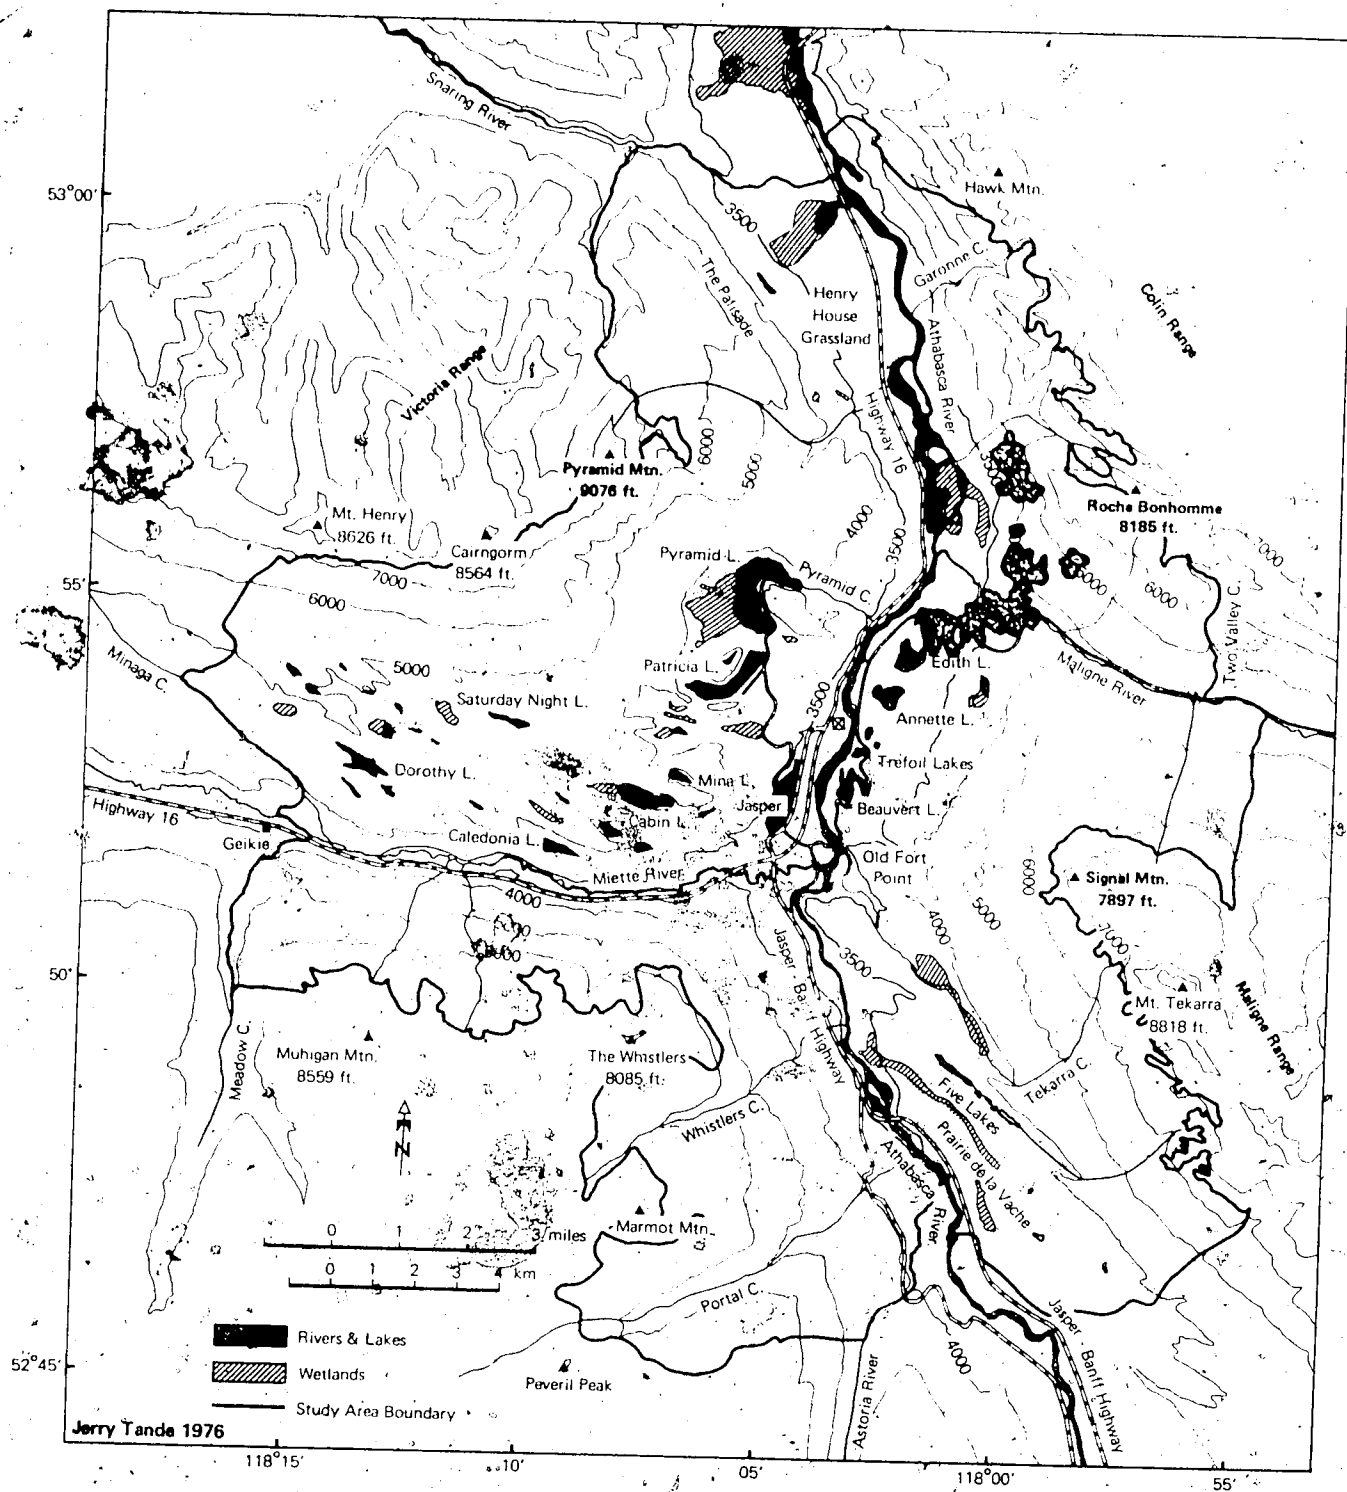 Snaring River
53°00'
Hawk Mtn.
3500
Garonne C.
The Palisade
Henry
House
Grassland
Colin Range
Athabasca River
Victoria Range
Highway 16
6000
5000
Pyramid Mtn.
9076 ft.
Roche Bonhomme
8185 ft.
Mt. Henry
8626 ft.
4000
3500
Cairngorm
8564 ft.
Pyramid L.
Pyramid C.
7000
7000
6000
6000
55'
6000
Two Valley C.
Minaga C.
5000
Patricia L.
Edith L.
Maligne River
Saturday Night L.
3500
Annette L.
Dorothy L.
Mina L.
Trefoil Lakes
Highway 16
Jasper
Beauvert L.
Cabin L.
Geikie
Caledonia L.
Old Fort
Point
Miette River
6000
Signal Mtn.
7897 ft.
4000
5000
4000
7000
3500
50'
Jasper - Banff Highway
Mt. Tekarra
8818 ft.
Maligne Range
Meadow C.
Muhigan Mtn.
8559 ft.
The Whistlers
8085 ft.
Five Lakes
Tekarra C.
N
Whistlers C.
Prairie de la Vache
Athabasca River
Marmot Mtn.
0 1 2 3 miles
0 1 2 3 4 km
Portal C.
Jasper - Banff Highway
Rivers & Lakes
4000
52°45'
Wetlands
Peveril Peak
Astoria River
Study Area Boundary
Jerry Tande 1976
118°15'
10'
05'
118°00'
55'